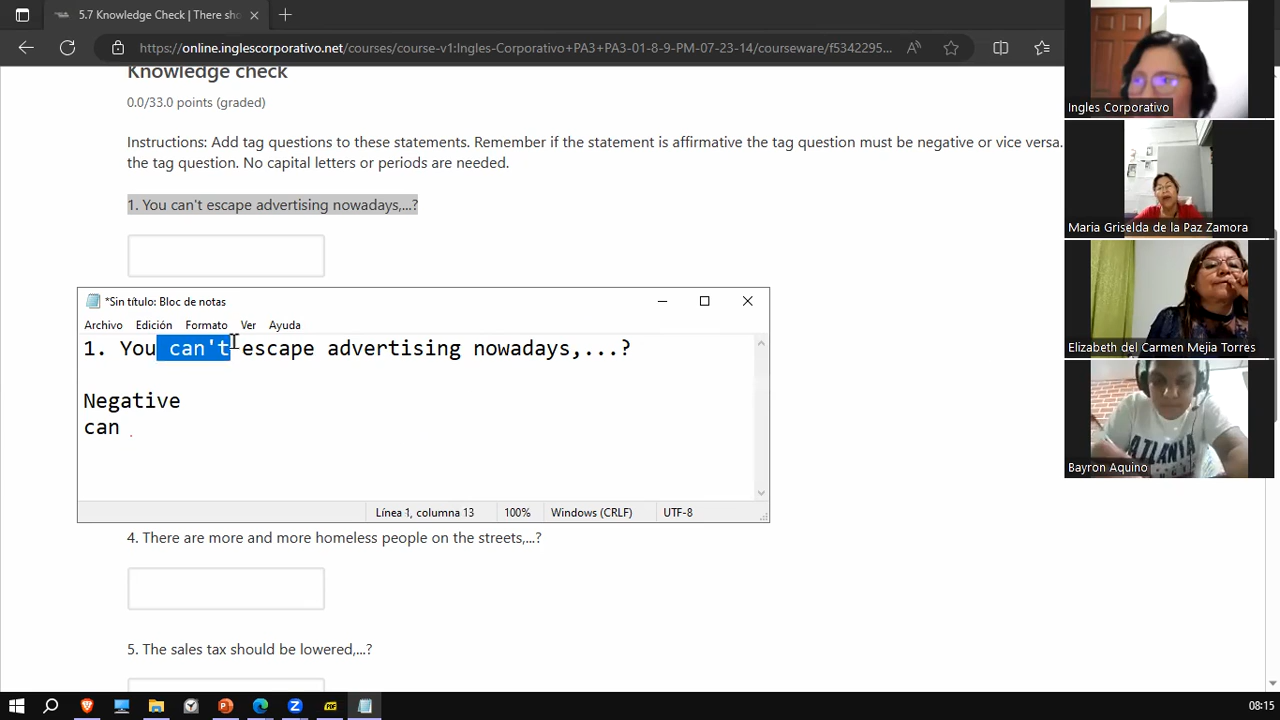 5.7 Knowledge Check | There sho
https://online.inglescorporativo.net/courses/course-v1:Ingles-Corporativo+PA3+PA3-01-8-9-PM-07-23-14/courseware/f5342295...
Knowledge check
0.0/33.0 points (graded)
Instructions: Add tag questions to these statements. Remember if the statement is affirmative the tag question must be negative or vice versa.
the tag question. No capital letters or periods are needed.
1. You can't escape advertising nowadays,...?
*Sin título: Bloc de notas
Archivo Edición Formato Ver Ayuda
1. You can't escape advertising nowadays,...?
Negative
can
Línea 1, columna 13 100% Windows (CRLF) UTF-8
4. There are more and more homeless people on the streets,...?
5. The sales tax should be lowered,...?
Ingles Corporativo
Maria Griselda de la Paz Zamora
Elizabeth del Carmen Mejia Torres
ATLANTA
Bayron Aquino
08:15